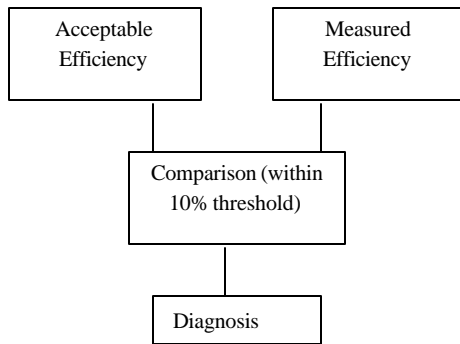 Acceptable
Efficiency
Measured
Efficiency
Comparison (within
10% threshold)
Diagnosis